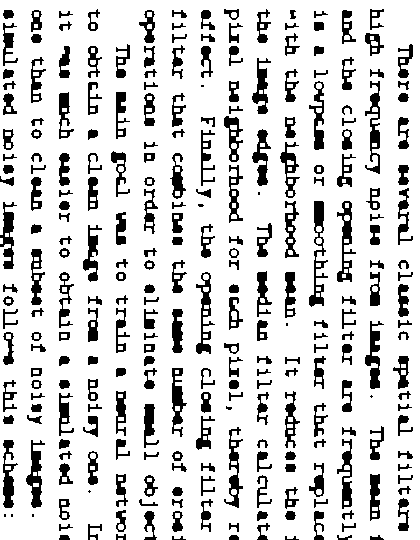 There are several classic spatial filters
high frequency noise from images. The mean f
and the closing opening filter are frequently
is a lowpass or smoothing filter that replace
with the neighborhood mean. It reduces the i
the image edges. The median filter calculate
pixel neighborhood for each pixel, thereby re
effect. Finally, the opening closing filter
filter that combines the same number of erosi
operations in order to eliminate small object
The main goal was to train a neural networ
to obtain a clean image from a noisy one. In
it was much easier to obtain a simulated nois
one than to clean a subset of noisy images.
simulated noisy images follows this scheme: